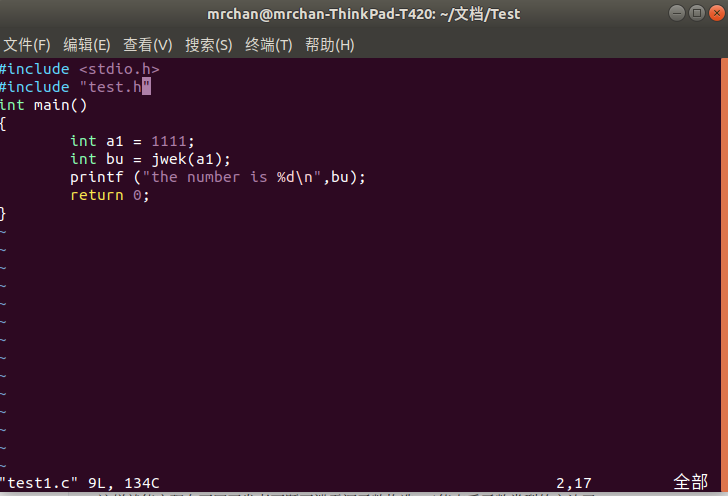 mrchan@mrchan-ThinkPad-T420: ~/文档/Test
文件(F) 编辑(E) 查看(V) 搜索(S) 终端(T) 帮助(H)
#include <stdio.h>
#include "test.h"
int main()
{
        int a1 = 1111;
        int bu = jwek(a1);
        printf ("the number is %d\n",bu);
        return 0;
}
~
~
~
~
~
~
~
~
~
~
~
~
~
~
"test1.c" 9L, 134C 2,17 全部